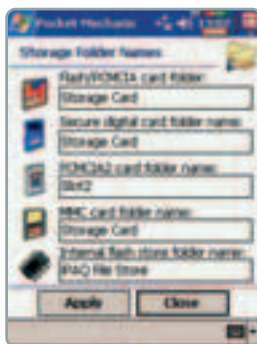 Pocket Mechanic
Storage Folder Names
Flash/PCMCIA card folder:
Storage Card
Secure digital card folder name:
Storage Card
PCMCIA2 card folder name:
Slot2
MMC card folder name:
Storage Card
Internal flash store folder name:
iPAQ File Store
Apply
Close